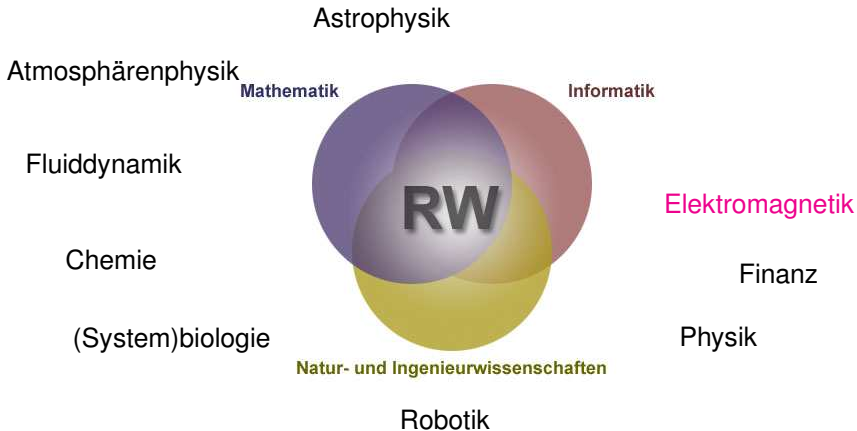 Astrophysik
Atmosphärenphysik
Mathematik
Informatik
Fluiddynamik
RW
Elektromagnetik
Chemie
Finanz
(System)biologie
Physik
Natur- und Ingenieurwissenschaften
Robotik